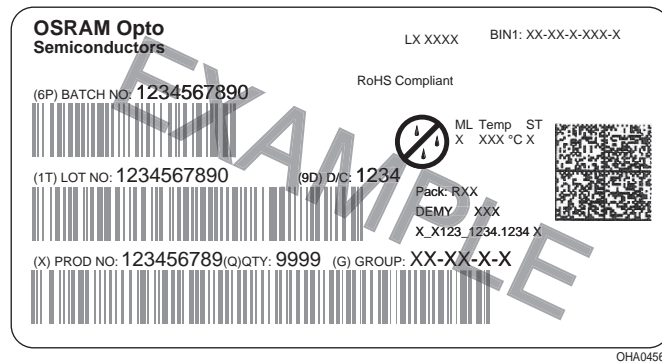 OSRAM Opto
Semiconductors
LX XXXX
BIN1: XX-XX-X-XXX-X
RoHS Compliant
(6P) BATCH NO: 1234567890
ML Temp ST
X XXX °C X
(1T) LOT NO: 1234567890 (9D) D/C: 1234
Pack: RXX
DEMY XXX
X_X123_1234.1234 X
(X) PROD NO: 123456789(Q)QTY: 9999 (G) GROUP: XX-XX-X-X
EXAMPLE
OHA04563